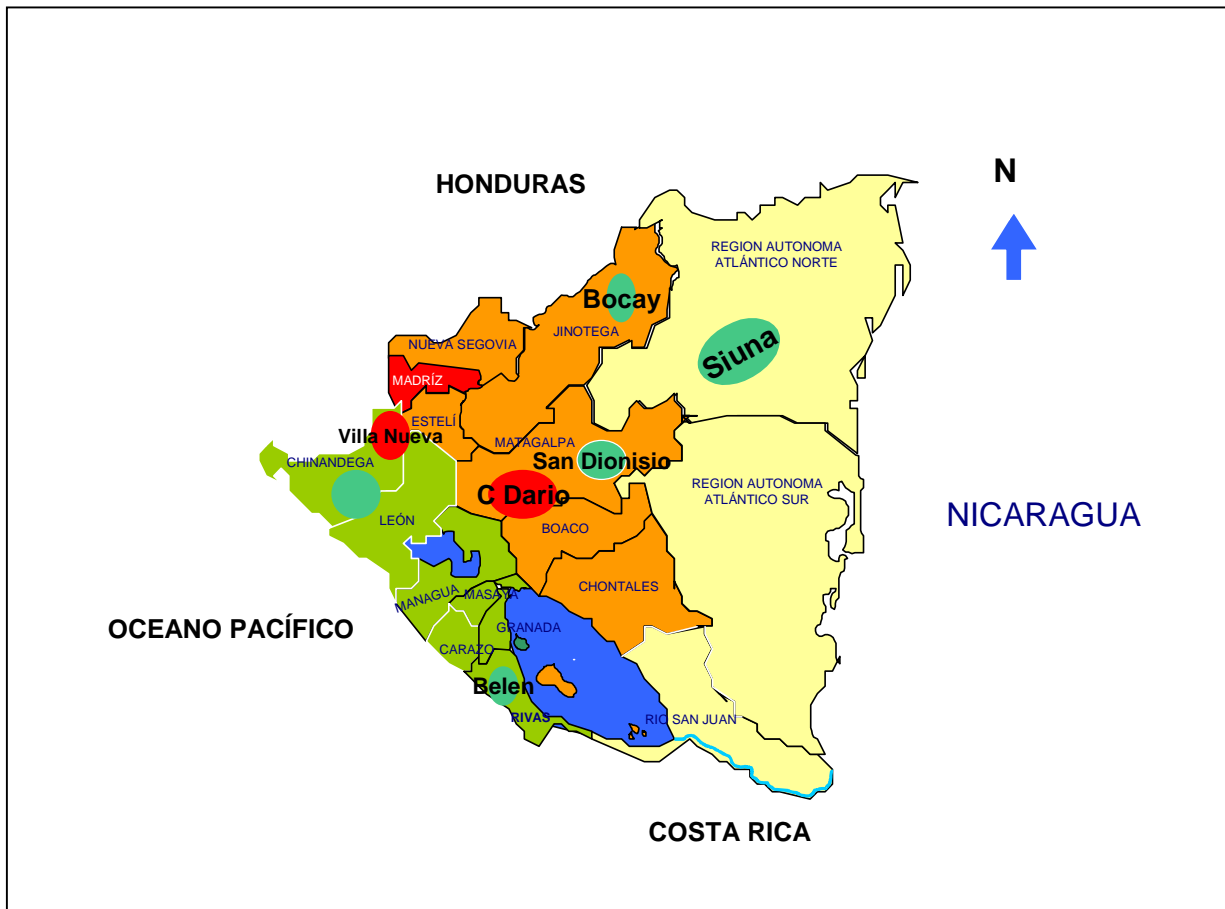 HONDURAS
N
REGION AUTONOMA
ATLÁNTICO NORTE
Bocay
JINOTEGA
NUEVA SEGOVIA
Siuna
MADRÍZ
ESTELÍ
Villa Nueva
MATAGALPA
CHINANDEGA
San Dionisio
REGION AUTONOMA
ATLÁNTICO SUR
C Dario
LEÓN
NICARAGUA
BOACO
CHONTALES
MANAGUA
MASAYA
OCEANO PACÍFICO
GRANADA
CARAZO
Belen
RIVAS
RIO SAN JUAN
COSTA RICA